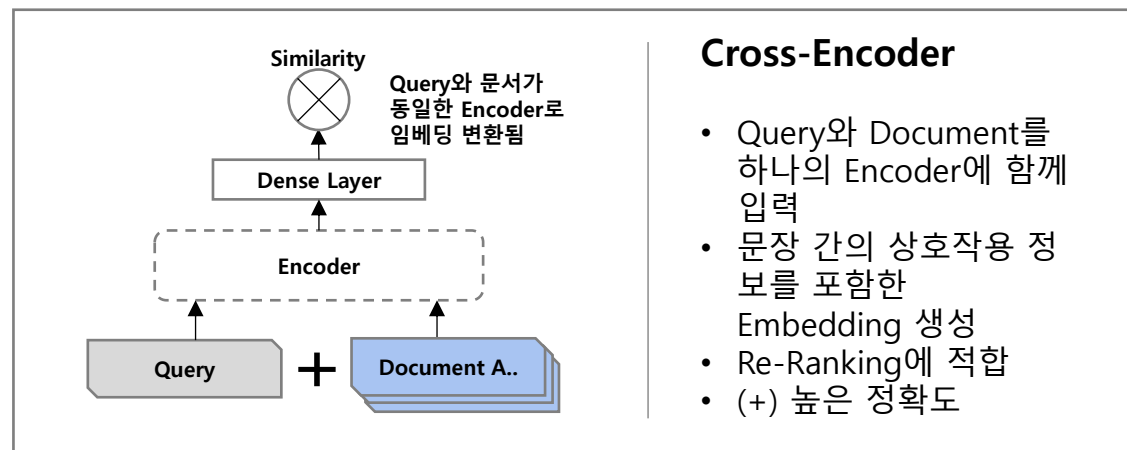 Similarity
Query와 문서가
동일한 Encoder로
임베딩 변환됨
Dense Layer
Encoder
Query
+
Document A..
Cross-Encoder
• Query와 Document를
하나의 Encoder에 함께
입력
• 문장 간의 상호작용 정
보를 포함한
Embedding 생성
• Re-Ranking에 적합
• (+) 높은 정확도